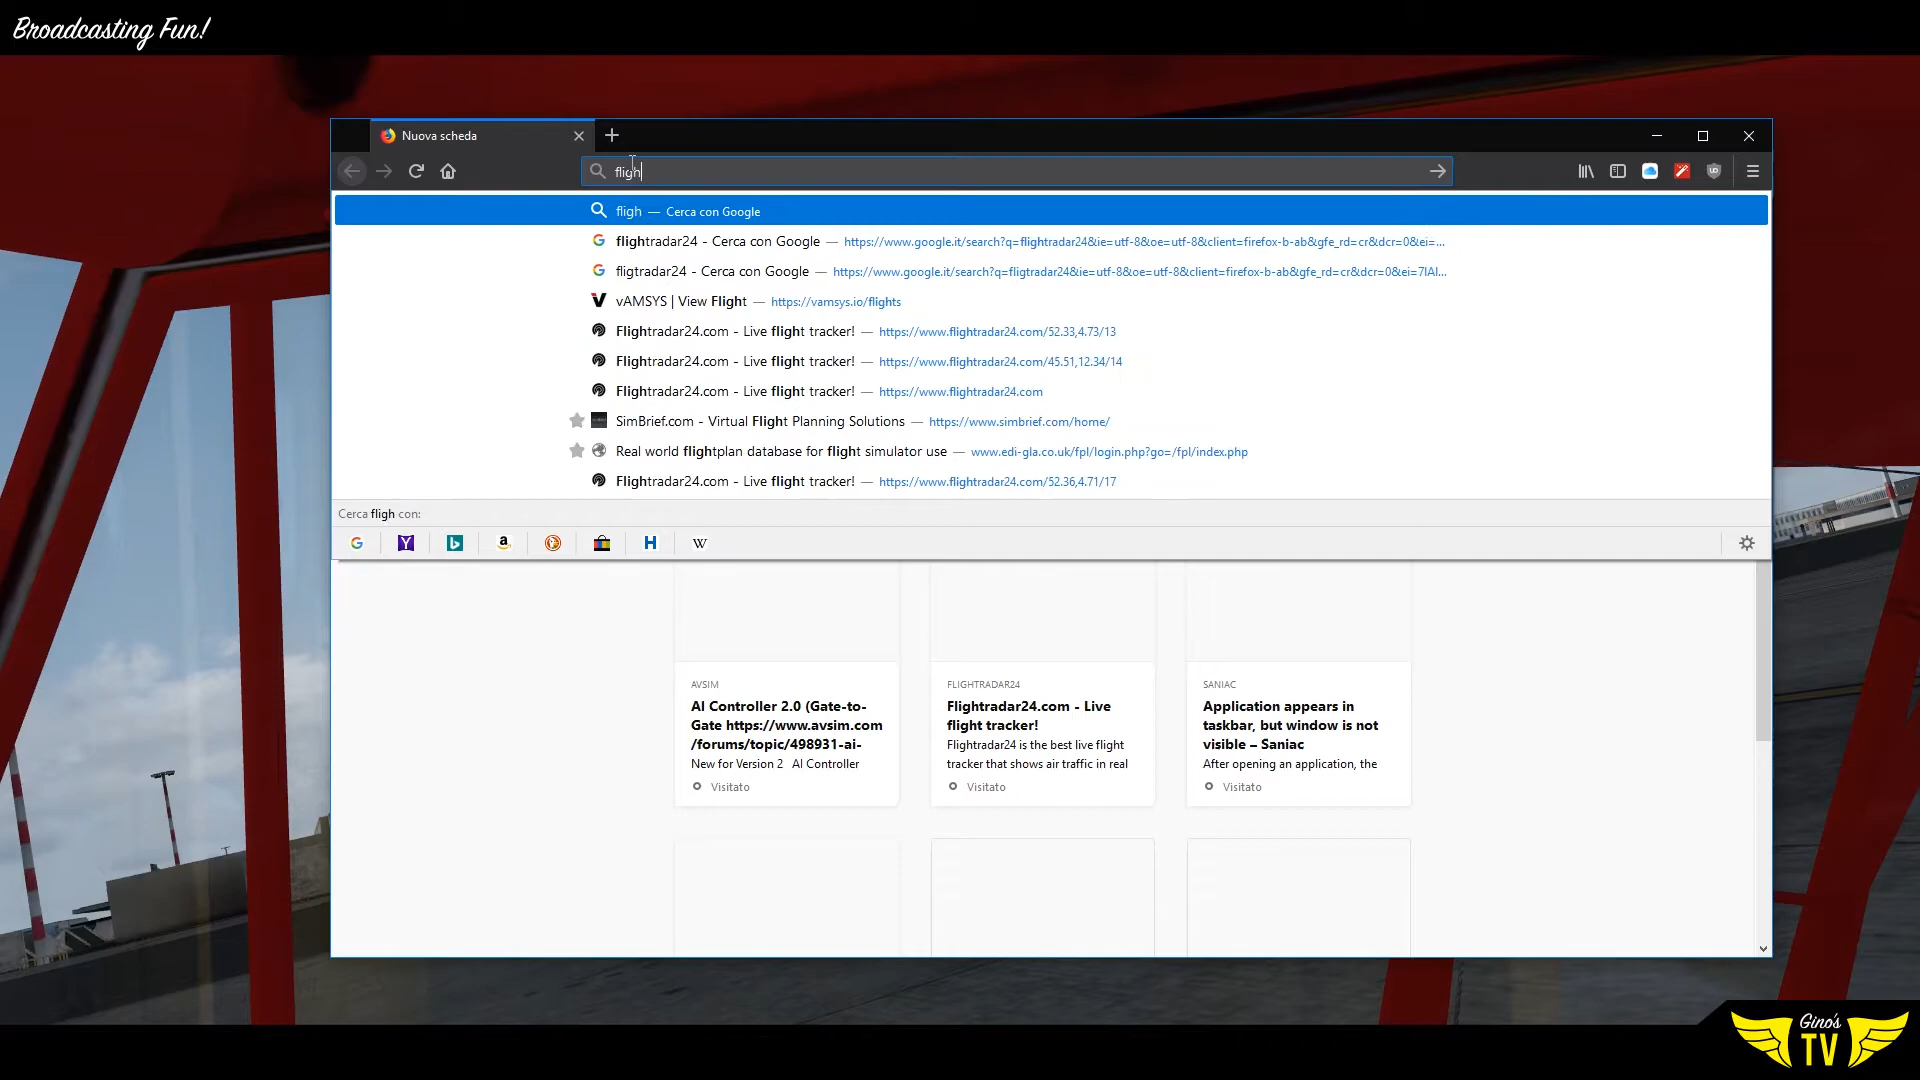 Broadcasting Fun!
Nuova scheda
fligh
fligh — Cerca con Google
flightradar24 - Cerca con Google — https://www.google.it/search?q=flightradar24&ie=utf-8&oe=utf-8&client=firefox-b-ab&gfe_rd=cr&dcr=0&ei=...
fligtradar24 - Cerca con Google — https://www.google.it/search?q=fligtradar24&ie=utf-8&oe=utf-8&client=firefox-b-ab&gfe_rd=cr&dcr=0&ei=7IAI...
vAMSYS | View Flight — https://vamsys.io/flights
Flightradar24.com - Live flight tracker! — https://www.flightradar24.com/52.33,4.73/13
Flightradar24.com - Live flight tracker! — https://www.flightradar24.com/45.51,12.34/14
Flightradar24.com - Live flight tracker! — https://www.flightradar24.com
SimBrief.com - Virtual Flight Planning Solutions — https://www.simbrief.com/home/
Real world flightplan database for flight simulator use — www.edi-gla.co.uk/fpl/login.php?go=/fpl/index.php
Flightradar24.com - Live flight tracker! — https://www.flightradar24.com/52.36,4.71/17
Cerca fligh con:
AVSIM
AI Controller 2.0 (Gate-to-
Gate https://www.avsim.com
/forums/topic/498931-ai-
New for Version 2 AI Controller
Visitato
FLIGHTRADAR24
Flightradar24.com - Live
flight tracker!
Flightradar24 is the best live flight
tracker that shows air traffic in real
Visitato
SANIAC
Application appears in
taskbar, but window is not
visible – Saniac
After opening an application, the
Visitato
Gino's
TV